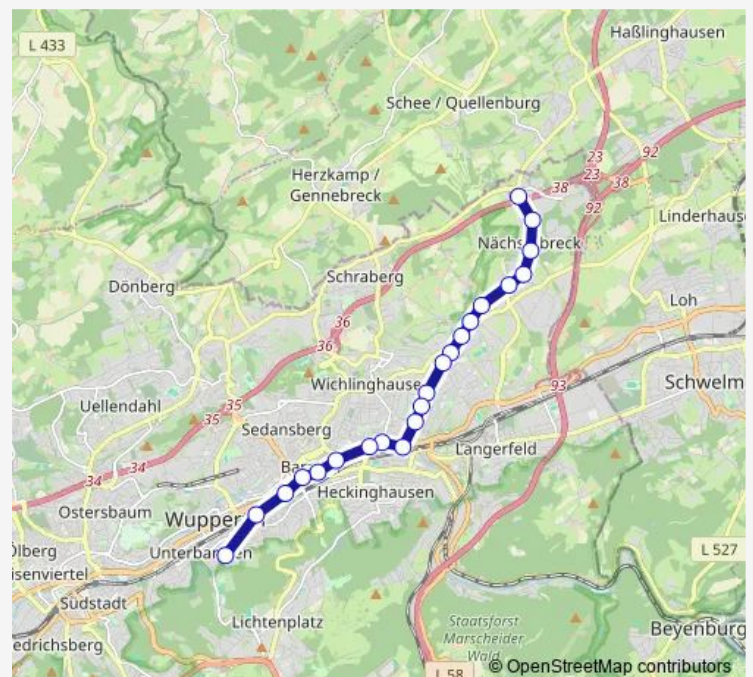 Haßlinghausen
L 433
Schee / Quellenburg
23
92
Herzkamp /
Gennebreck
23
38
38
92
Linderhaus
Nächs breck
Schraberg
Dönberg
Loh
36
36
93
Wichlinghause
Schwelm
Uellendahl
35
35
Sedansberg
Langerfeld
34
34
Bar
Heckinghausen
Ostersbaum
Wupper
L 527
Ölberg
Unterbar en
isenviertel
Südstadt
Lichtenplatz
Staatsforst
Marscheider
Wald
Beyenburg
edrichsberg
L 58
© OpenStreetMap contributors